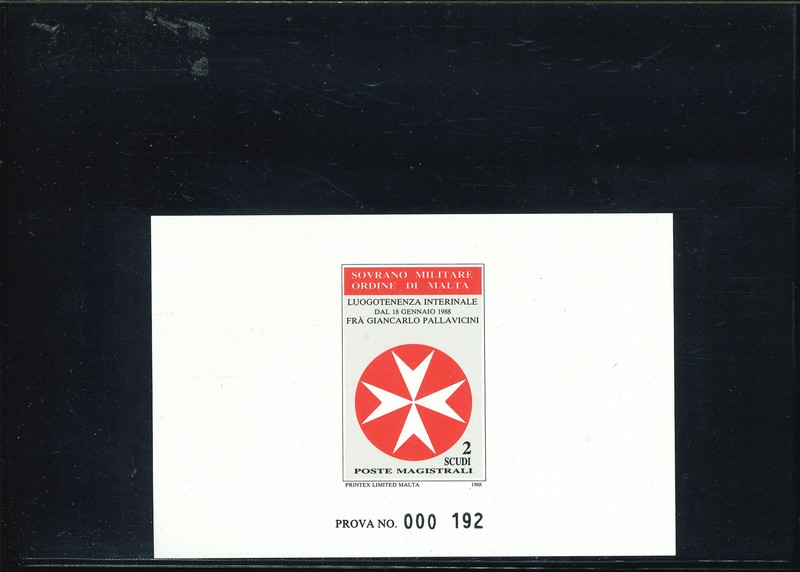 SOVRANO MILITARE
ORDINE DI MALTA
LUOGOTENENZA INTERINALE
DAL 18 GENNAIO 1988
FRÀ GIANCARLO PALLAVICINI
2
SCUDI
POSTE MAGISTRALI
PRINTEX LIMITED MALTA 1988
PROVA NO. 000 192